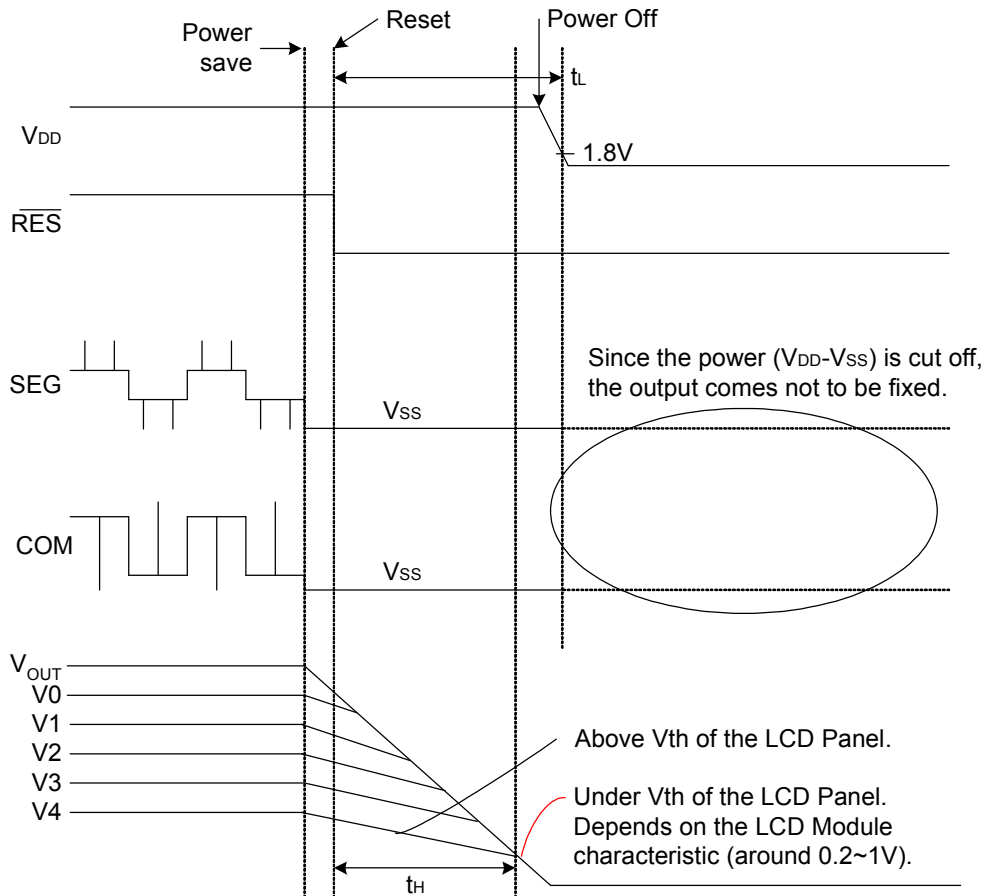 Power
save
Reset
Power Off
tL
VDD
1.8V
RES
SEG
Since the power (VDD-VSS) is cut off,
the output comes not to be fixed.
VSS
COM
VSS
VOUT
V0
V1
V2
V3
V4
Above Vth of the LCD Panel.
Under Vth of the LCD Panel.
Depends on the LCD Module
characteristic (around 0.2~1V).
tH